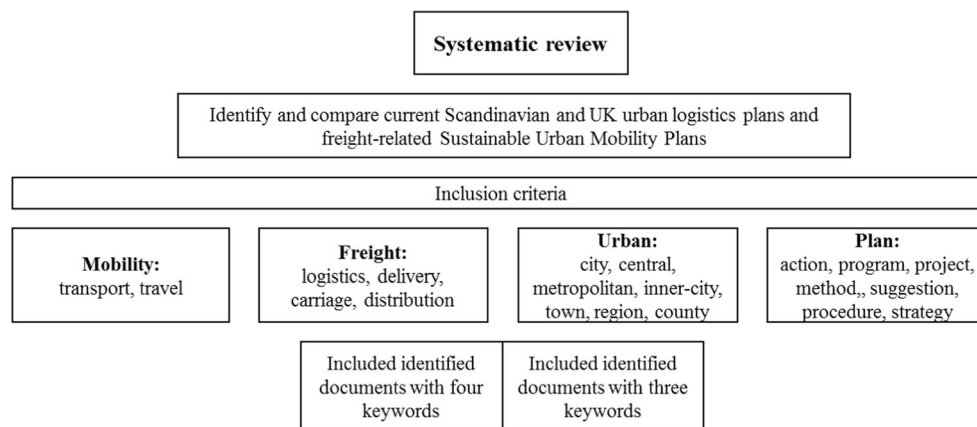 Systematic review
Identify and compare current Scandinavian and UK urban logistics plans and
freight-related Sustainable Urban Mobility Plans
Inclusion criteria
Mobility:
transport, travel
Freight:
logistics, delivery,
carriage, distribution
Urban:
city, central,
metropolitan, inner-city,
town, region, county
Plan:
action, program, project,
method,, suggestion,
procedure, strategy
Included identified
documents with four
keywords
Included identified
documents with three
keywords